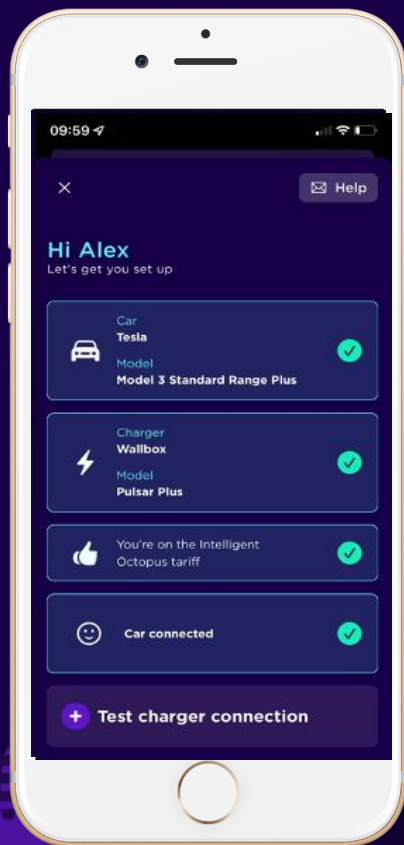 09:59
Help
Hi Alex
Let's get you set up
Car
Tesla
Model
Model 3 Standard Range Plus
Charger
Wallbox
Model
Pulsar Plus
You're on the Intelligent
Octopus tariff
Car connected
Test charger connection